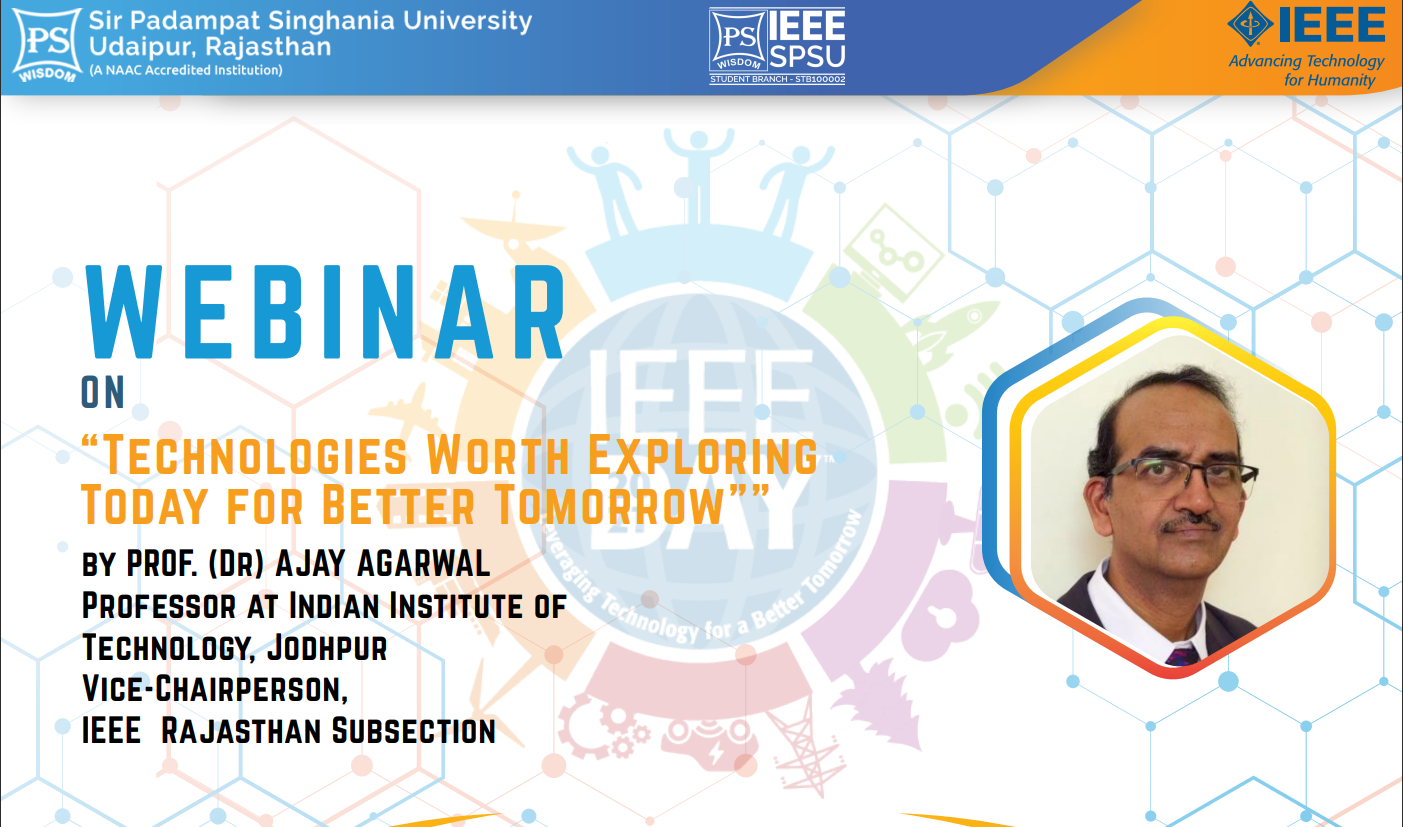 PS
WISDOM
Sir Padampat Singhania University
Udaipur, Rajasthan
(A NAAC Accredited Institution)
PS
WISDOM
IEEE
SPSU
STUDENT BRANCH - STB100002
IEEE
Advancing Technology
for Humanity
WEBINAR
ON
“TECHNOLOGIES WORTH EXPLORING
TODAY FOR BETTER TOMORROW””
BY PROF. (DR) AJAY AGARWAL
PROFESSOR AT INDIAN INSTITUTE OF
TECHNOLOGY, JODHPUR
VICE-CHAIRPERSON,
IEEE RAJASTHAN SUBSECTION
IEEE
DAY
Leveraging Technology for a Better Tomorrow